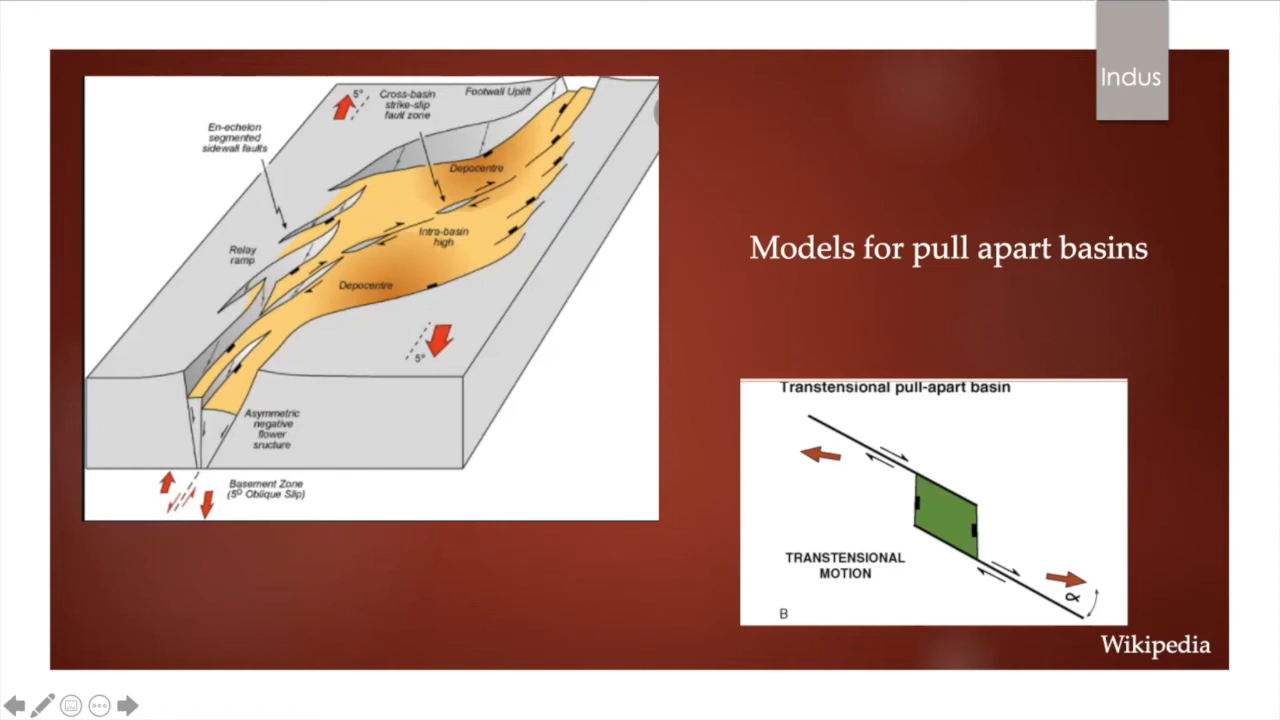 Indus
5°
Cross-basin
strike-slip
fault zone
Footwall Uplift
En-echelon
segmented
sidewall faults
Depocentre
Relay
ramp
Intra-basin
high
Depocentre
5°
Asymmetric
negative
flower
sructure
Basement Zone
(5° Oblique Slip)
Models for pull apart basins
Transtensional pull-apart basin
TRANSTENSIONAL
MOTION
α
B
Wikipedia